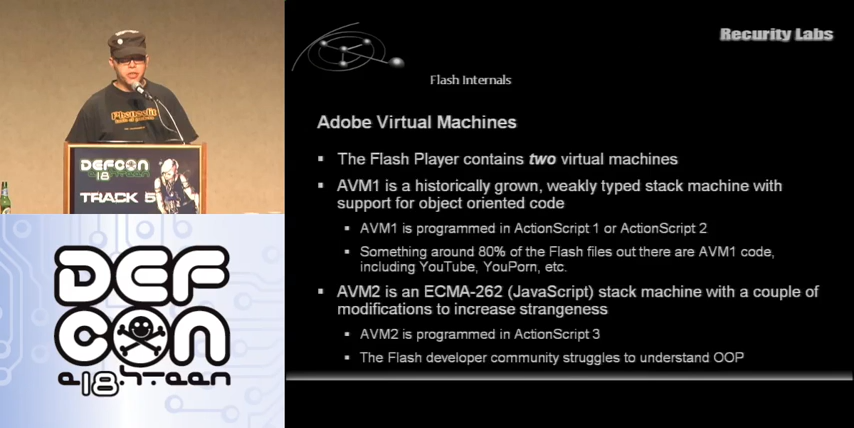 DEFCON
18
TRACK 5
DEF
CON
e18hteen
Recurity Labs
Flash Internals
Adobe Virtual Machines
The Flash Player contains two virtual machines
AVM1 is a historically grown, weakly typed stack machine with
support for object oriented code
AVM1 is programmed in ActionScript 1 or ActionScript 2
Something around 80% of the Flash files out there are AVM1 code,
including YouTube, YouPorn, etc.
AVM2 is an ECMA-262 (JavaScript) stack machine with a couple of
modifications to increase strangeness
AVM2 is programmed in ActionScript 3
The Flash developer community struggles to understand OOP